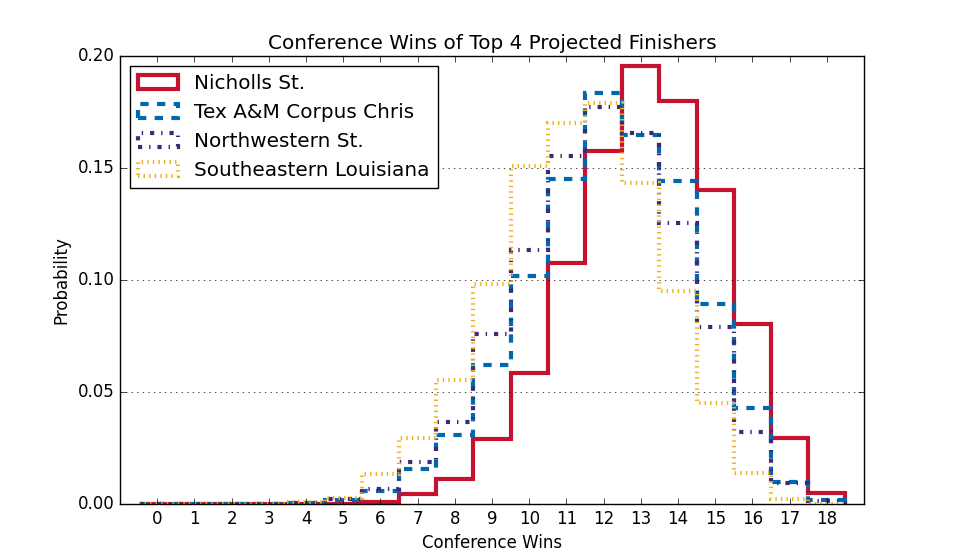 Conference Wins of Top 4 Projected Finishers
0.20
Nicholls St.
Tex A&M Corpus Chris
Northwestern St.
Southeastern Louisiana
0.15
0.10
0.05
0.00
Probability
0 1 2 3 4 5 6 7 8 9 10 11 12 13 14 15 16 17 18
Conference Wins